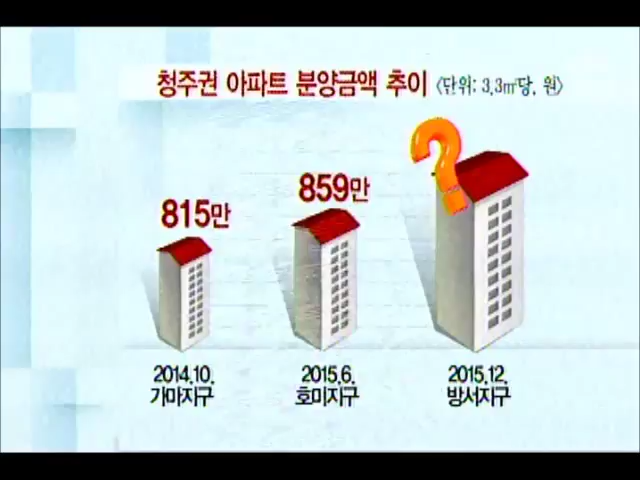 청주권 아파트 분양금액 추이 <단위: 3.3㎡당, 원>
815만
859만
?
2014.10.
가마지구
2015.6.
호미지구
2015.12.
방서지구